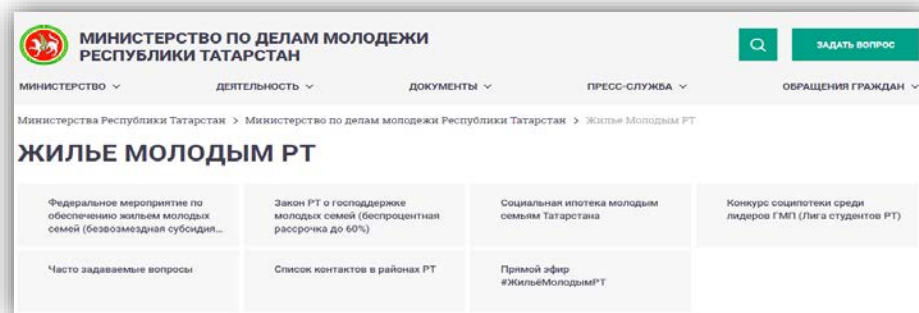 МИНИСТЕРСТВО ПО ДЕЛАМ МОЛОДЕЖИ
РЕСПУБЛИКИ ТАТАРСТАН
ЗАДАТЬ ВОПРОС
МИНИСТЕРСТВО
ДЕЯТЕЛЬНОСТЬ
ДОКУМЕНТЫ
ПРЕСС-СЛУЖБА
ОБРАЩЕНИЯ ГРАЖДАН
Министерства Республики Татарстан > Министерство по делам молодежи Республики Татарстан > Жилье Молодым РТ
ЖИЛЬЕ МОЛОДЫМ РТ
Федеральное мероприятие по
обеспечению жильем молодых
семей (безвозмездная субсидия...
Закон РТ о господдержке
молодых семей (беспроцентная
рассрочка до 60%)
Социальная ипотека молодым
семьям Татарстана
Конкурс соципотеки среди
лидеров ГМП (Лига студентов РТ)
Часто задаваемые вопросы
Список контактов в районах РТ
Прямой эфир
#ЖильёМолодымРТ